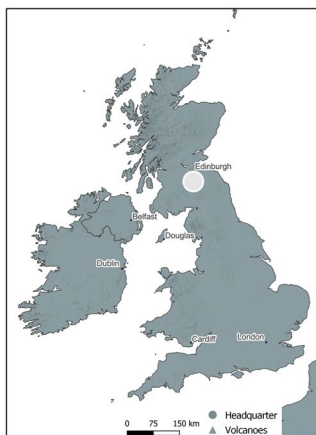 Edinburgh
Belfast
Douglas
Dublin
Cardiff
London
0 75 150 km
Headquarter
Volcanoes